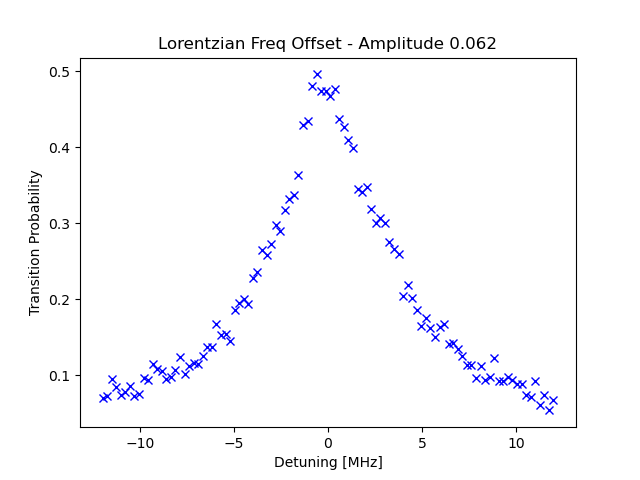 Lorentzian Freq Offset - Amplitude 0.062
0.5
0.4
0.3
0.2
0.1
Transition Probability
−10 −5 0 5 10
Detuning [MHz]